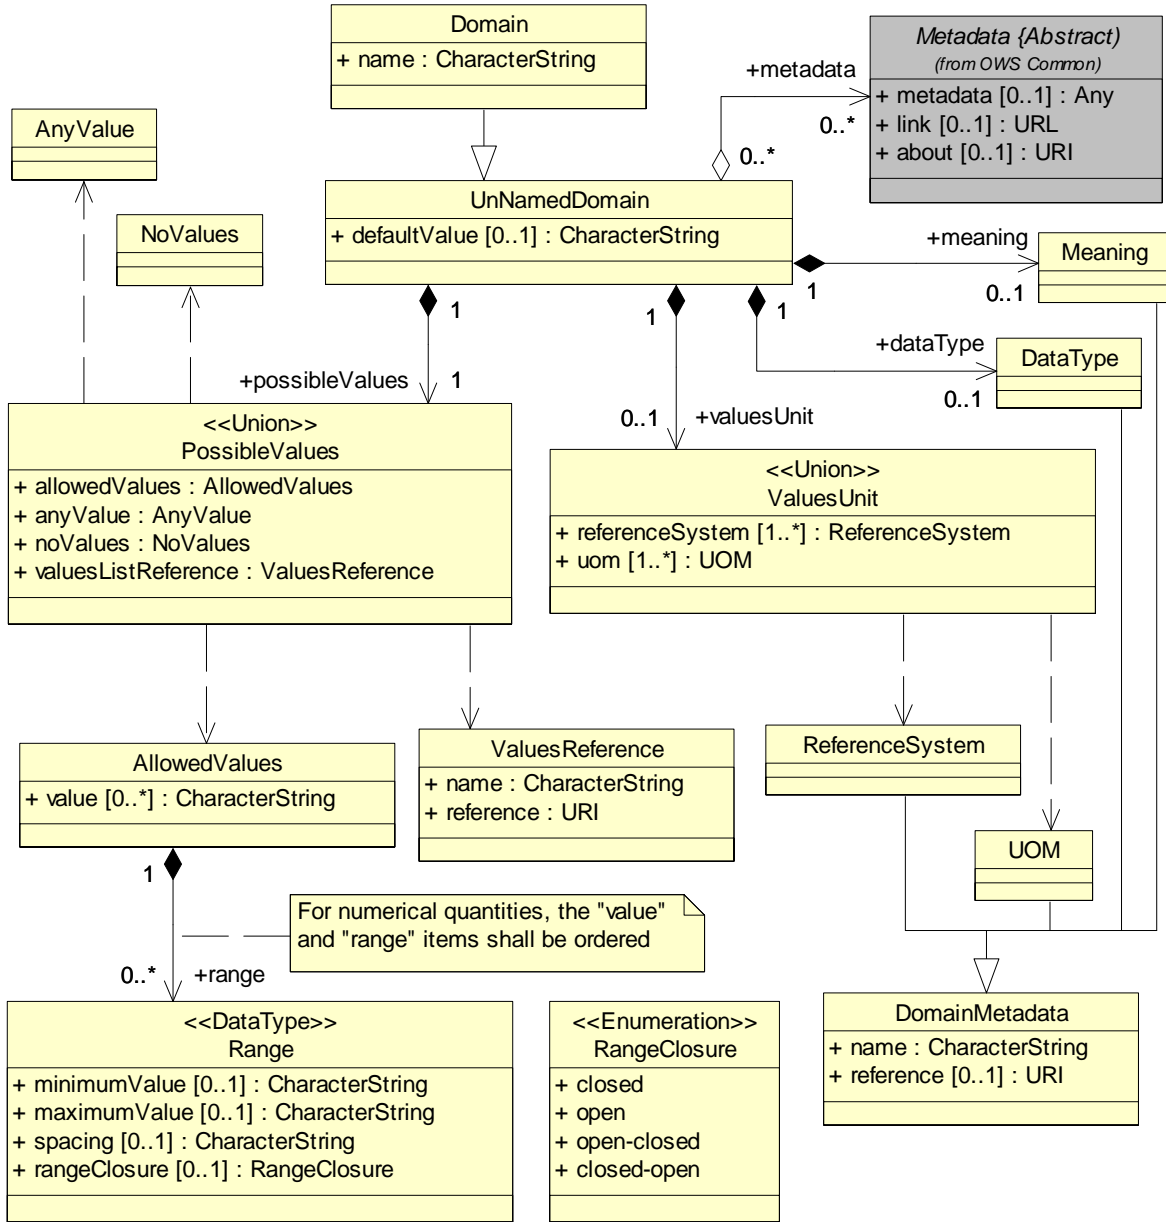 Domain
+ name : CharacterString
Metadata {Abstract)
(from OWS Common)
+ metadata [0..1] : Any
+ link [0..1] : URL
+ about [0..1] : URI
+metadata
0..*
0..*
AnyValue
NoValues
UnNamedDomain
+ defaultValue [0..1] : CharacterString
+meaning
1
0..1
Meaning
1
1
1
+dataType
0..1
DataType
+possibleValues
1
0..1
+valuesUnit
<<Union>>
PossibleValues
+ allowedValues : AllowedValues
+ anyValue : AnyValue
+ noValues : NoValues
+ valuesListReference : ValuesReference
<<Union>>
ValuesUnit
+ referenceSystem [1..*] : ReferenceSystem
+ uom [1..*] : UOM
AllowedValues
+ value [0..*] : CharacterString
ValuesReference
+ name : CharacterString
+ reference : URI
ReferenceSystem
UOM
1
For numerical quantities, the "value"
and "range" items shall be ordered
0..*
+range
<<DataType>>
Range
+ minimumValue [0..1] : CharacterString
+ maximumValue [0..1] : CharacterString
+ spacing [0..1] : CharacterString
+ rangeClosure [0..1] : RangeClosure
<<Enumeration>>
RangeClosure
+ closed
+ open
+ open-closed
+ closed-open
DomainMetadata
+ name : CharacterString
+ reference [0..1] : URI